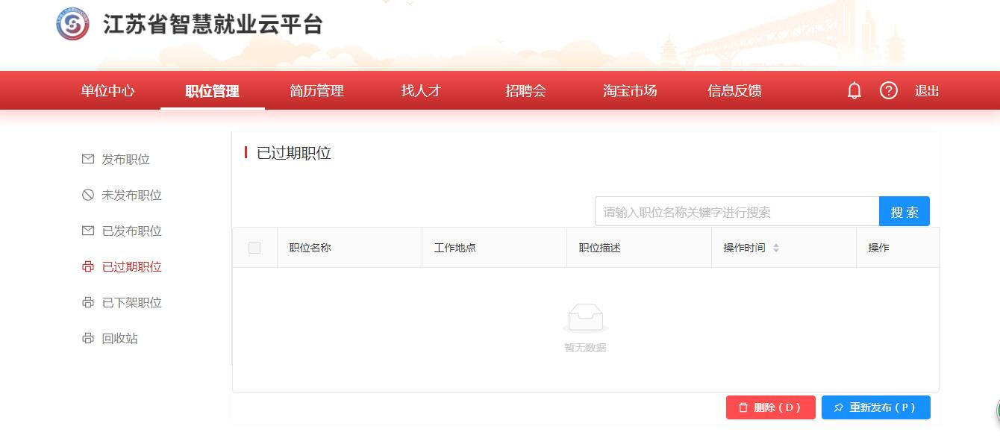 江苏省智慧就业云平台
单位中心 职位管理 简历管理 找人才 招聘会 淘宝市场 信息反馈 退出
发布职位
未发布职位
已发布职位
已过期职位
已下架职位
回收站
已过期职位
请输入职位名称关键字进行搜索 搜 索
职位名称 工作地点 职位描述 操作时间 操作
暂无数据
删除 ( D ) 重新发布 ( P )